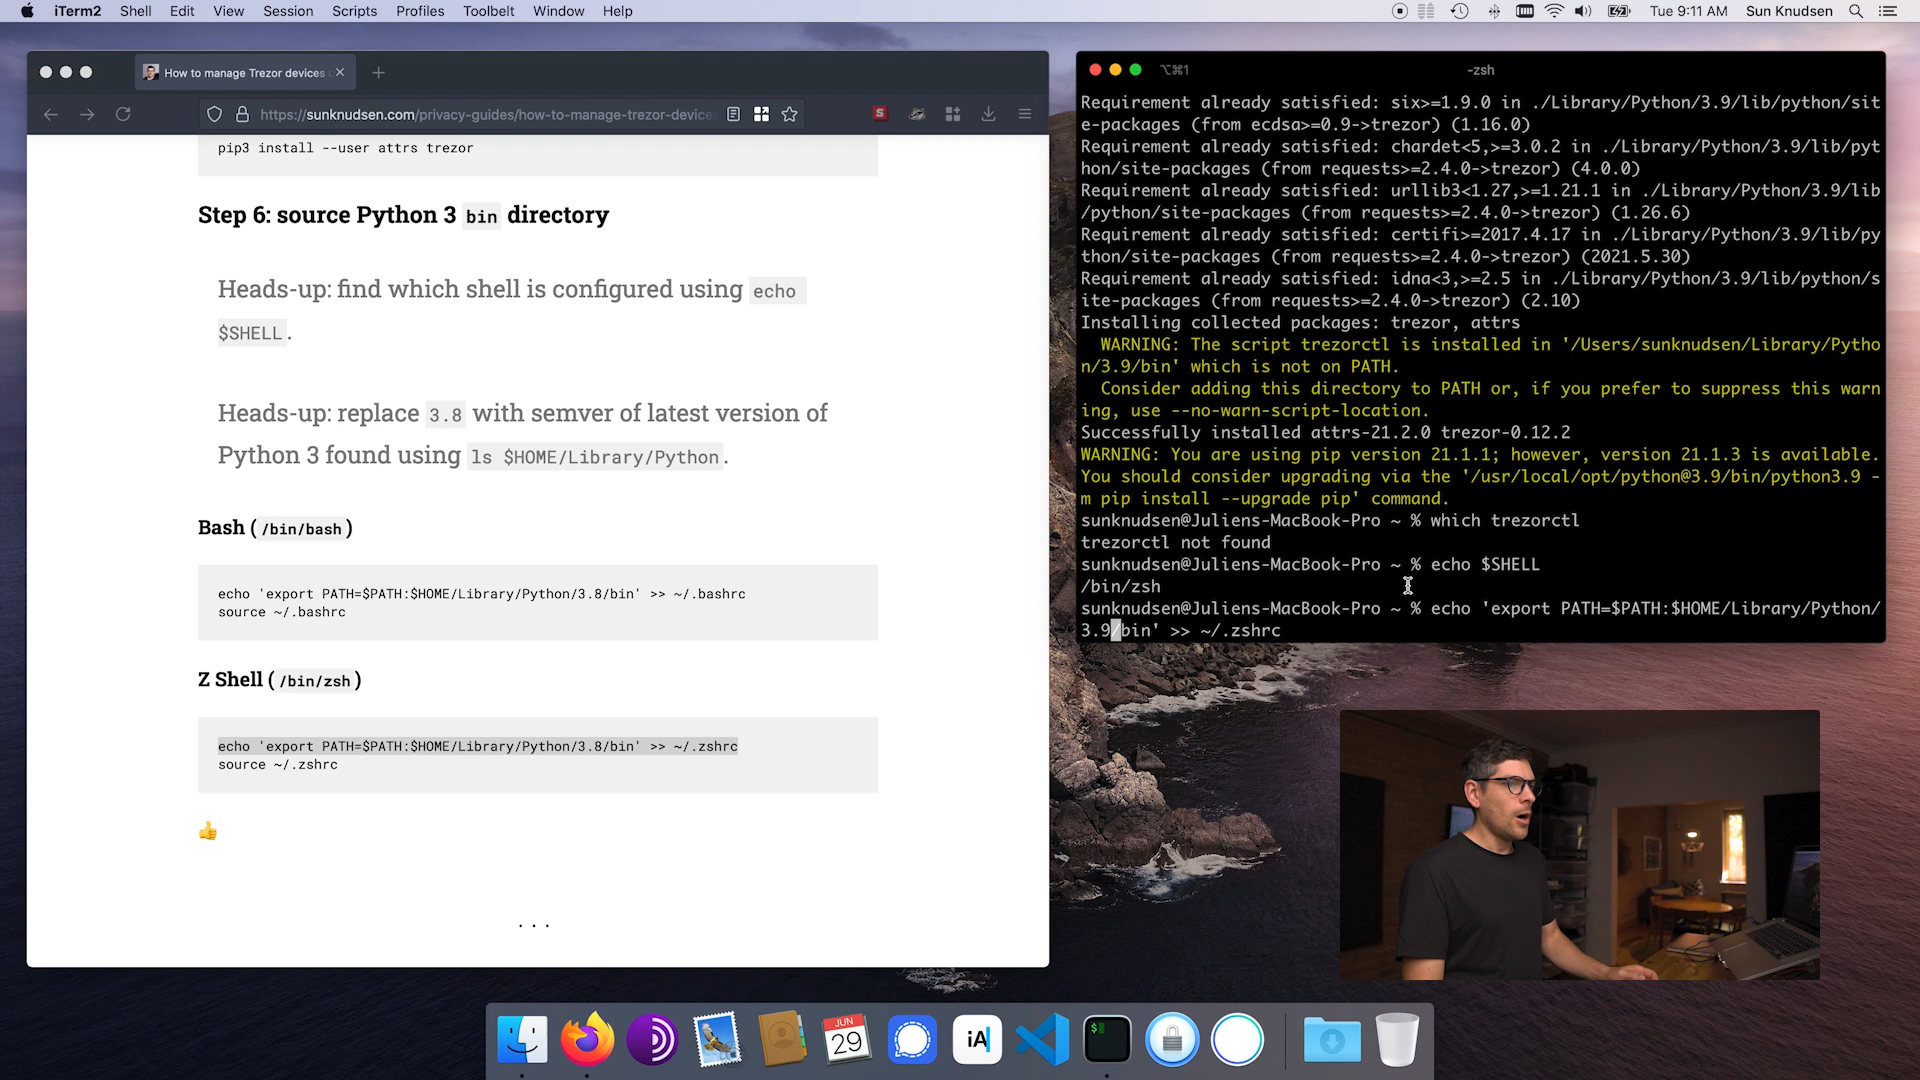 iTerm2 Shell Edit View Session Scripts Profiles Toolbelt Window Help
Tue 9:11 AM Sun Knudsen
How to manage Trezor devices
https://sunknudsen.com/privacy-guides/how-to-manage-trezor-device
S
pip3 install --user attrs trezor
Step 6: source Python 3 bin directory
Heads-up: find which shell is configured using echo
$SHELL.
Heads-up: replace 3.8 with semver of latest version of
Python 3 found using ls $HOME/Library/Python.
Bash (/bin/bash)
echo 'export PATH=$PATH:$HOME/Library/Python/3.8/bin' >> ~/.bashrc
source ~/.bashrc
Z Shell (/bin/zsh)
echo 'export PATH=$PATH:$HOME/Library/Python/3.8/bin' >> ~/.zshrc
source ~/.zshrc
👍
...
⌥⌘1 -zsh
Requirement already satisfied: six>=1.9.0 in ./Library/Python/3.9/lib/python/sit
e-packages (from ecdsa>=0.9->trezor) (1.16.0)
Requirement already satisfied: chardet<5,>=3.0.2 in ./Library/Python/3.9/lib/pyt
hon/site-packages (from requests>=2.4.0->trezor) (4.0.0)
Requirement already satisfied: urllib3<1.27,>=1.21.1 in ./Library/Python/3.9/lib
/python/site-packages (from requests>=2.4.0->trezor) (1.26.6)
Requirement already satisfied: certifi>=2017.4.17 in ./Library/Python/3.9/lib/py
thon/site-packages (from requests>=2.4.0->trezor) (2021.5.30)
Requirement already satisfied: idna<3,>=2.5 in ./Library/Python/3.9/lib/python/s
ite-packages (from requests>=2.4.0->trezor) (2.10)
Installing collected packages: trezor, attrs
WARNING: The script trezorctl is installed in '/Users/sunknudsen/Library/Pytho
n/3.9/bin' which is not on PATH.
Consider adding this directory to PATH or, if you prefer to suppress this warn
ing, use --no-warn-script-location.
Successfully installed attrs-21.2.0 trezor-0.12.2
WARNING: You are using pip version 21.1.1; however, version 21.1.3 is available.
You should consider upgrading via the '/usr/local/opt/python@3.9/bin/python3.9 -
m pip install --upgrade pip' command.
sunknudsen@Juliens-MacBook-Pro ~ % which trezorctl
trezorctl not found
sunknudsen@Juliens-MacBook-Pro ~ % echo $SHELL
/bin/zsh
sunknudsen@Juliens-MacBook-Pro ~ % echo 'export PATH=$PATH:$HOME/Library/Python/
3.9/bin' >> ~/.zshrc
JUN
29
iA
$